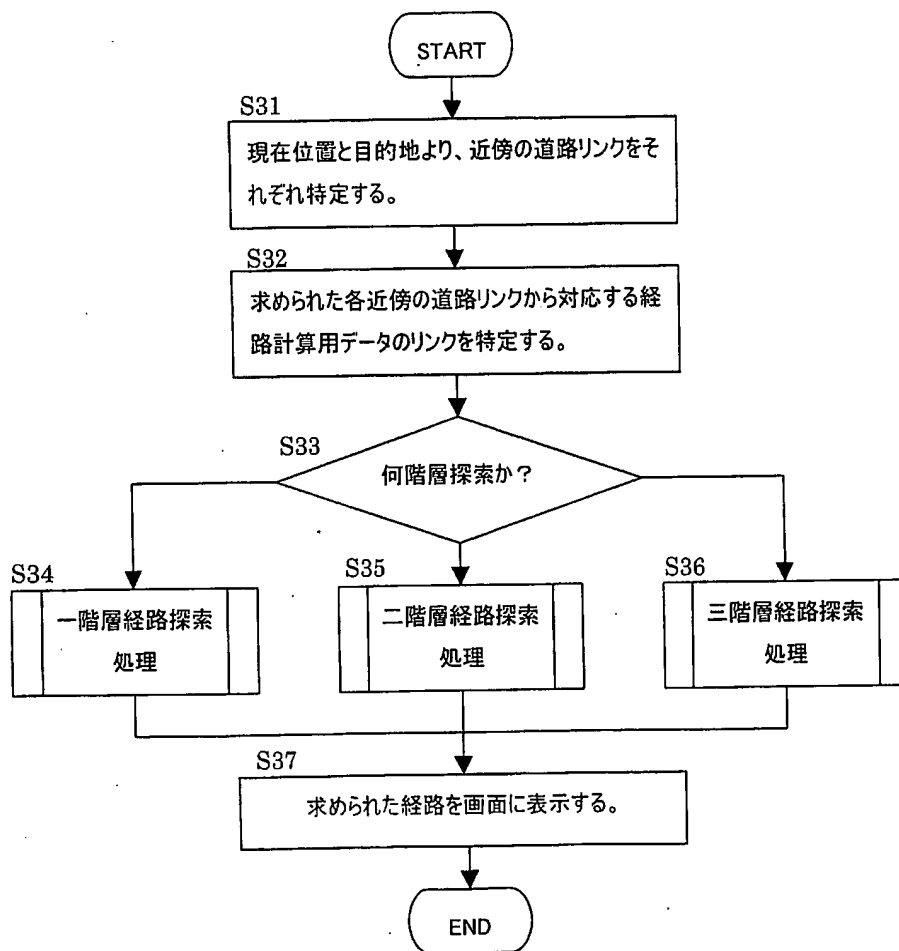 START
S31
現在位置と目的地より、近傍の道路リンクをそ
れぞれ特定する。
S32
求められた各近傍の道路リンクから対応する経
路計算用データのリンクを特定する。
S33
何階層探索か？
S34
一階層経路探索
処理
S35
二階層経路探索
処理
S36
三階層経路探索
処理
S37
求められた経路を画面に表示する。
END